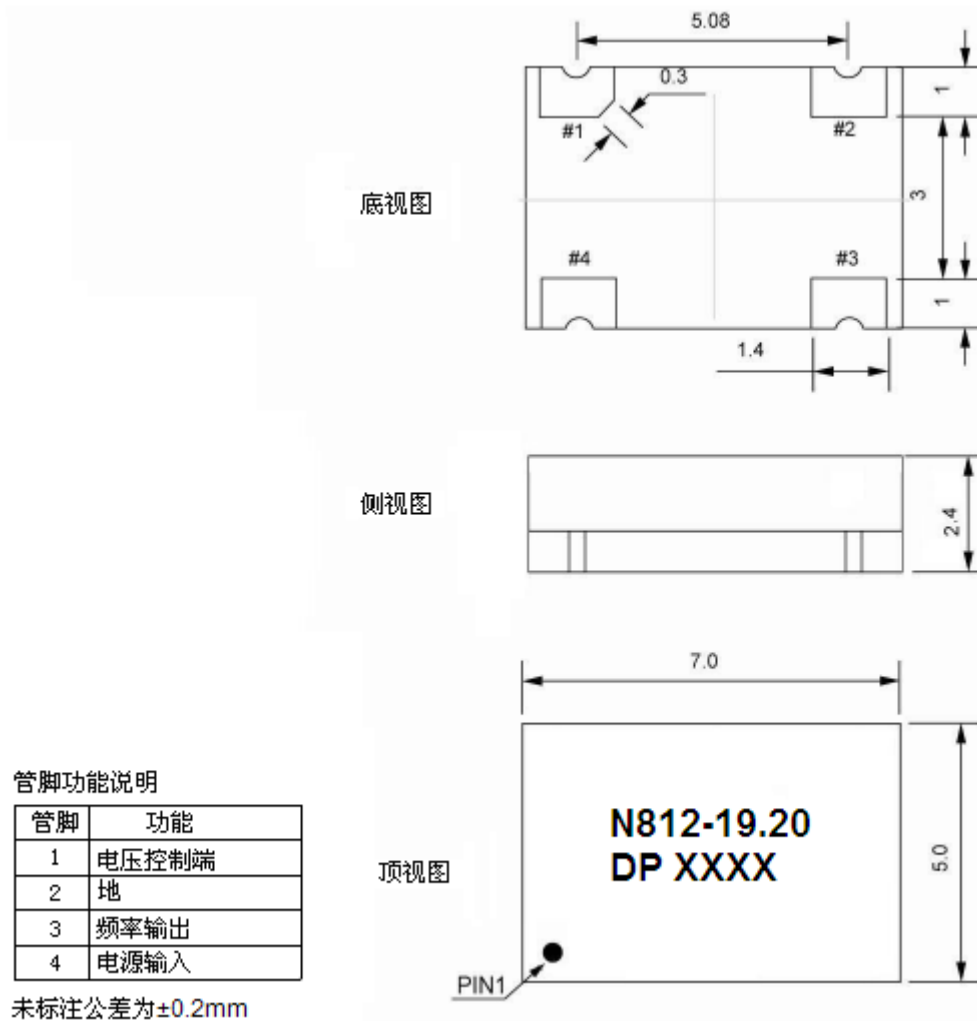 5.08
0.3
1
#1
#2
底视图
3
#4
#3
1
1.4
侧视图
2.4
7.0
N812-19.20
DP XXXX
顶视图
5.0
PIN1
管脚功能说明
管脚 功能
1 电压控制端
2 地
3 频率输出
4 电源输入
未标注公差为±0.2mm